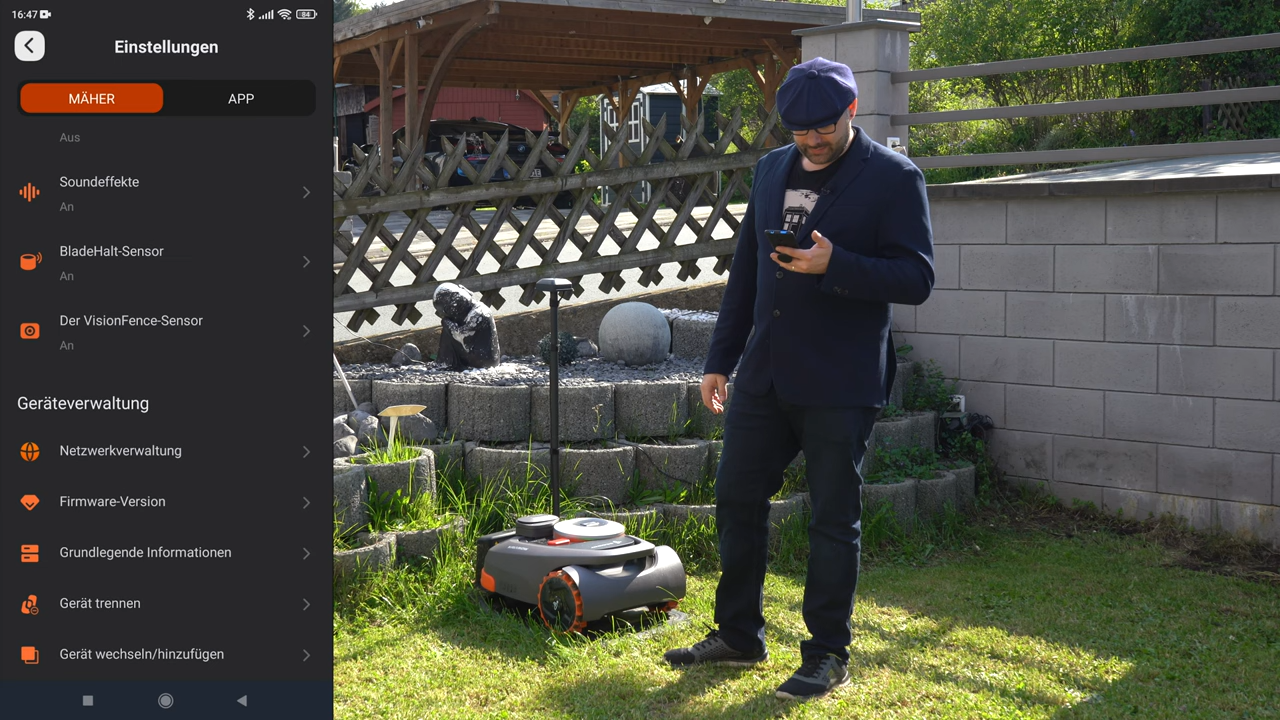 16:47
84
Einstellungen
MÄHER
APP
Aus
Soundeffekte
An
BladeHalt-Sensor
An
Der VisionFence-Sensor
An
Geräteverwaltung
Netzwerkverwaltung
Firmware-Version
Grundlegende Informationen
Gerät trennen
Gerät wechseln/hinzufügen